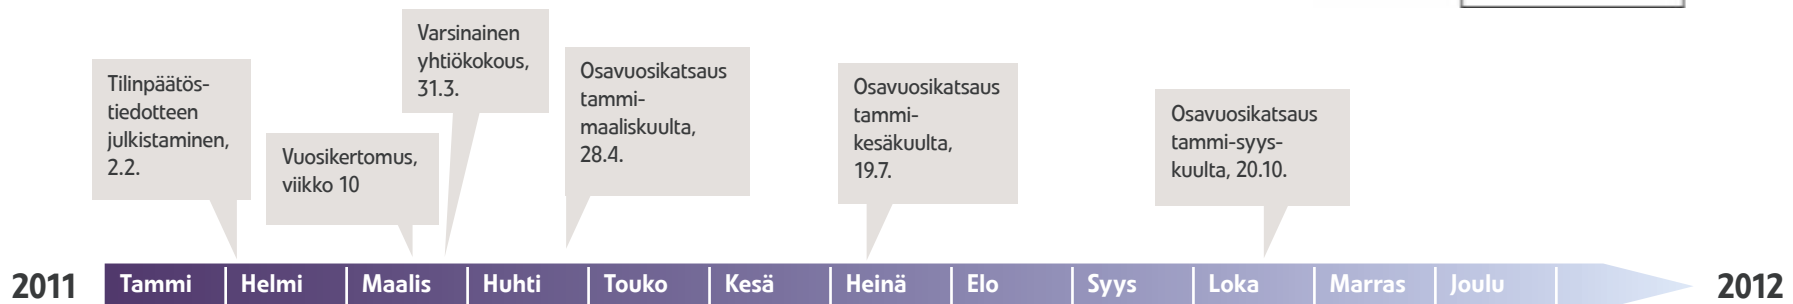 Tilinpäätös-
tiedotteen
julkistaminen,
2.2.
Vuosikertomus,
viikko 10
Varsinainen
yhtiökokous,
31.3.
Osavuosikatsaus
tammi-
maaliskuulta,
28.4.
Osavuosikatsaus
tammi-
kesäkuulta,
19.7.
Osavuosikatsaus
tammi-syys-
kuulta, 20.10.
2011 Tammi Helmi Maalis Huhti Touko Kesä Heinä Elo Syys Loka Marras Joulu 2012